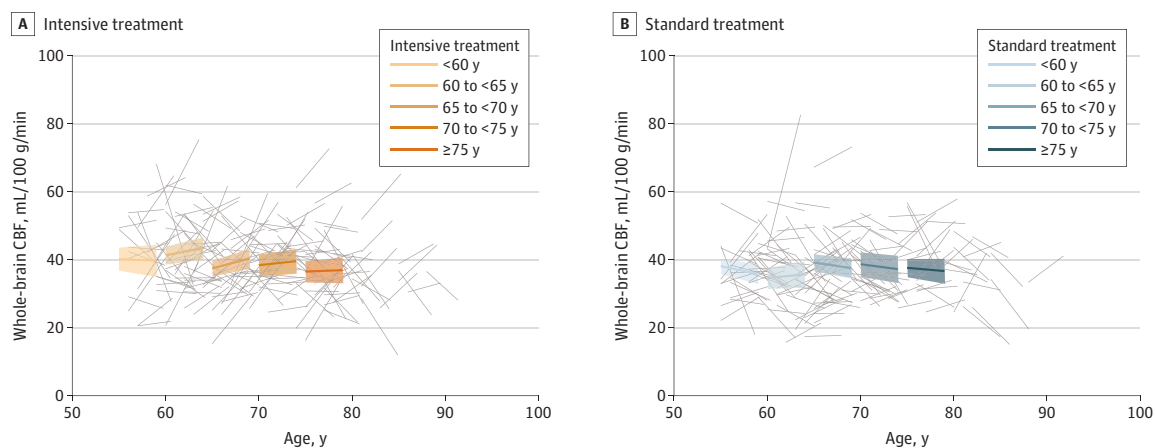 A Intensive treatment
Whole-brain CBF, mL/100 g/min
100
80
60
40
20
0
Intensive treatment
<60 y
60 to <65 y
65 to <70 y
70 to <75 y
≥75 y
50 60 70 80 90 100
Age, y
B Standard treatment
Whole-brain CBF, mL/100 g/min
100
80
60
40
20
0
Standard treatment
<60 y
60 to <65 y
65 to <70 y
70 to <75 y
≥75 y
50 60 70 80 90 100
Age, y